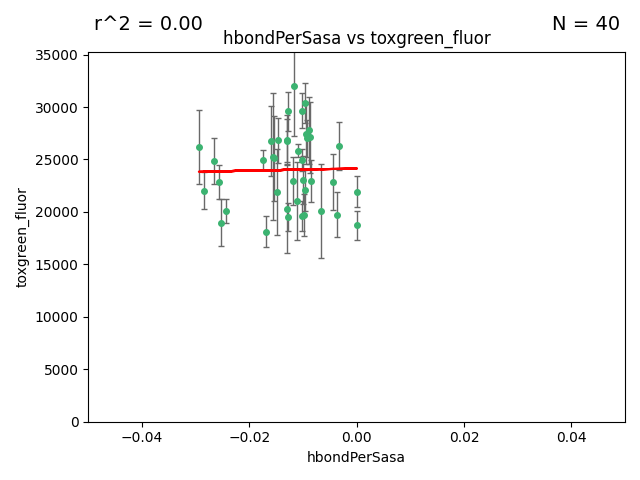 r^2 = 0.00
N = 40
hbondPerSasa vs toxgreen_fluor
35000
30000
25000
20000
15000
10000
5000
0
toxgreen_fluor
−0.04
−0.02
0.00
0.02
0.04
hbondPerSasa